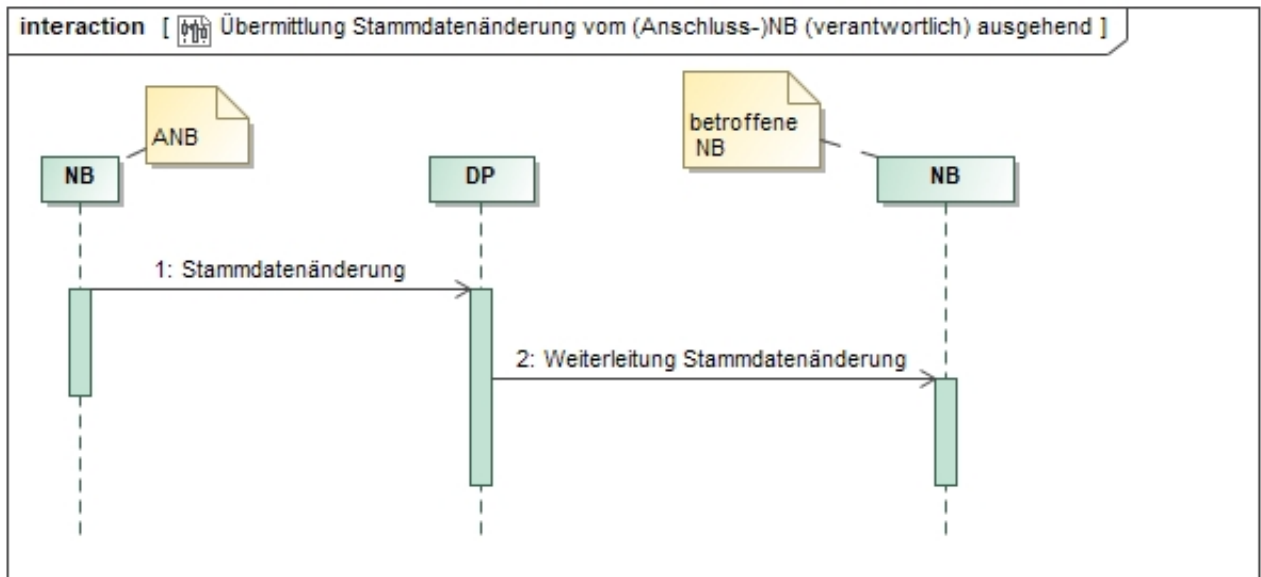 interaction [ Übermittlung Stammdatenänderung vom (Anschluss-)NB (verantwortlich) ausgehend ]
ANB
betroffene
NB
NB
DP
NB
1: Stammdatenänderung
2: Weiterleitung Stammdatenänderung